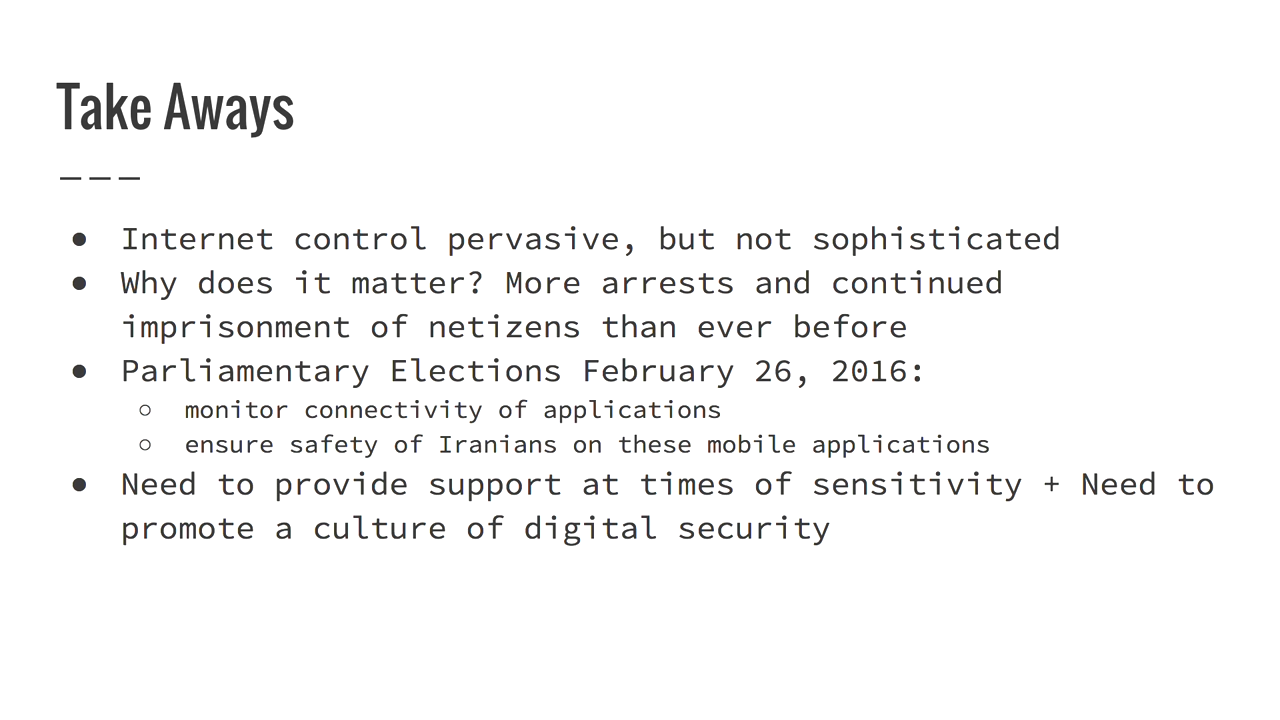 Take Aways
———
● Internet control pervasive, but not sophisticated
● Why does it matter? More arrests and continued
imprisonment of netizens than ever before
● Parliamentary Elections February 26, 2016:
○ monitor connectivity of applications
○ ensure safety of Iranians on these mobile applications
● Need to provide support at times of sensitivity + Need to
promote a culture of digital security